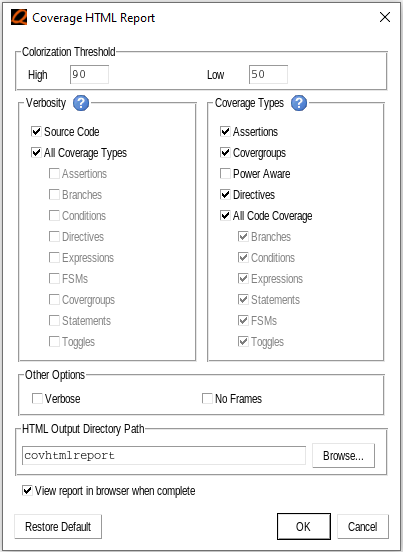 Coverage HTML Report
Colorization Threshold
High 90 Low 50
Verbosity ? Coverage Types ?
Source Code Assertions
All Coverage Types Covergroups
Assertions Power Aware
Branches Directives
Conditions All Code Coverage
Directives Branches
Expressions Conditions
FSMs Expressions
Covergroups Statements
Statements FSMs
Toggles Toggles
Other Options
Verbose No Frames
HTML Output Directory Path
covhtmlreport Browse...
View report in browser when complete
Restore Default OK Cancel